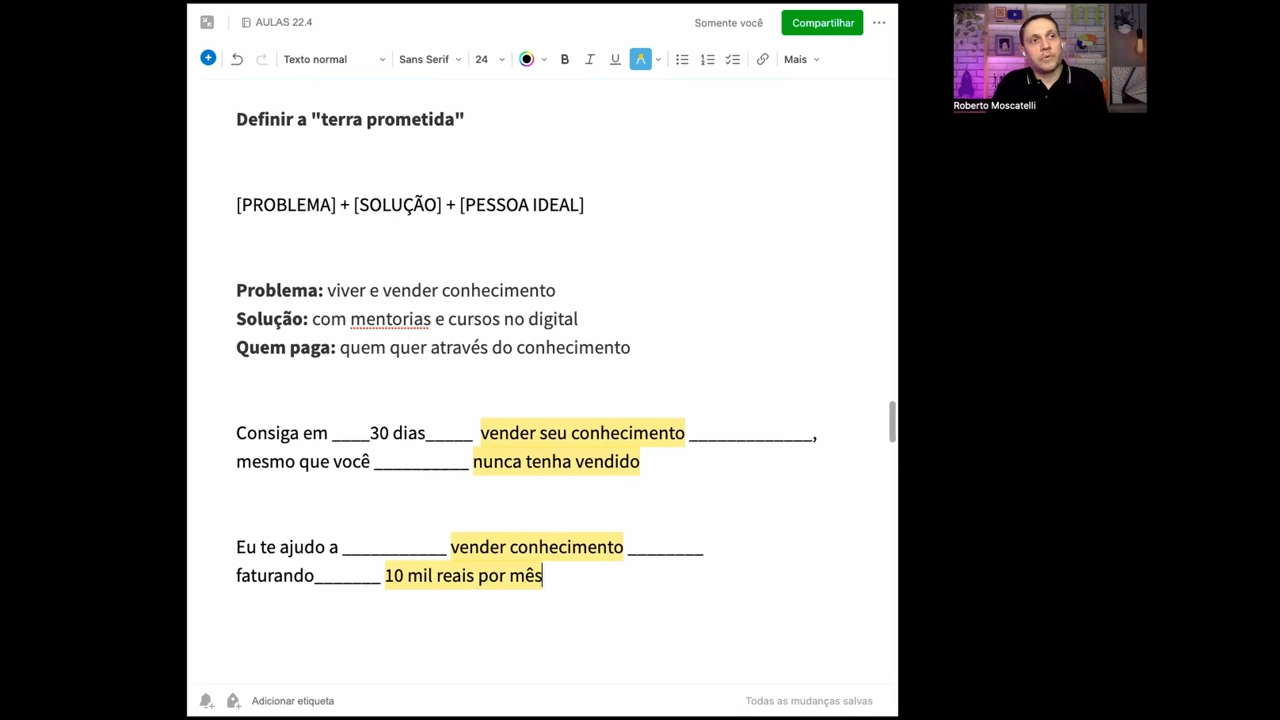 AULAS 22.4
Somente você
Compartilhar
Texto normal
Sans Serif
24
B I U A
Mais
Roberto Moscatelli
Definir a "terra prometida"
[PROBLEMA] + [SOLUÇÃO] + [PESSOA IDEAL]
Problema: viver e vender conhecimento
Solução: com mentorias e cursos no digital
Quem paga: quem quer através do conhecimento
Consiga em ____30 dias_____ vender seu conhecimento _____________,
mesmo que você __________ nunca tenha vendido
Eu te ajudo a ___________ vender conhecimento ________
faturando_______ 10 mil reais por mês
Adicionar etiqueta
Todas as mudanças salvas